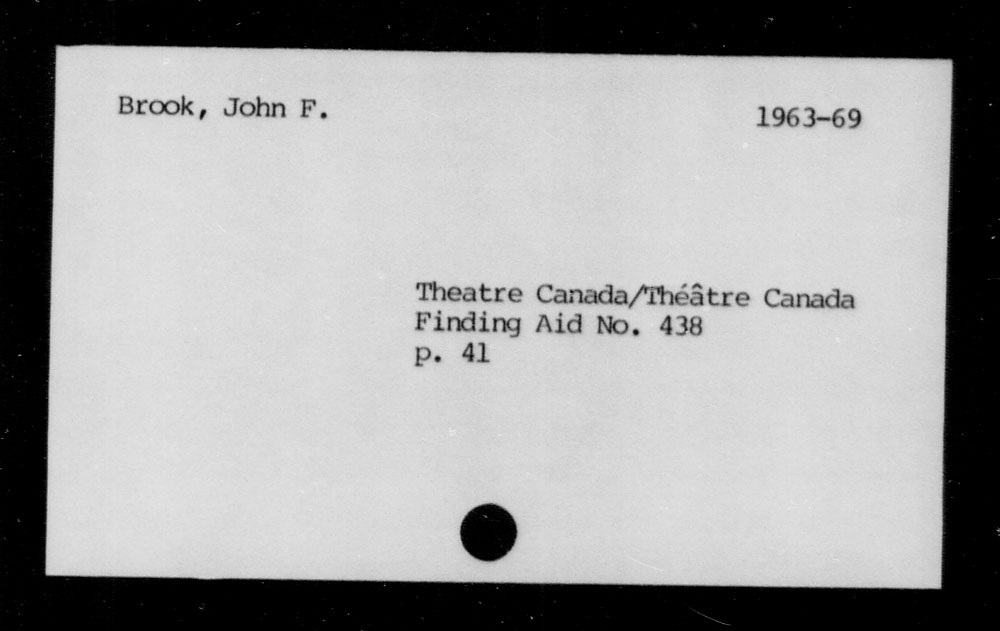 Brook, John F.
1963-69
Theatre Canada/Théâtre Canada
Finding Aid No. 438
p. 41